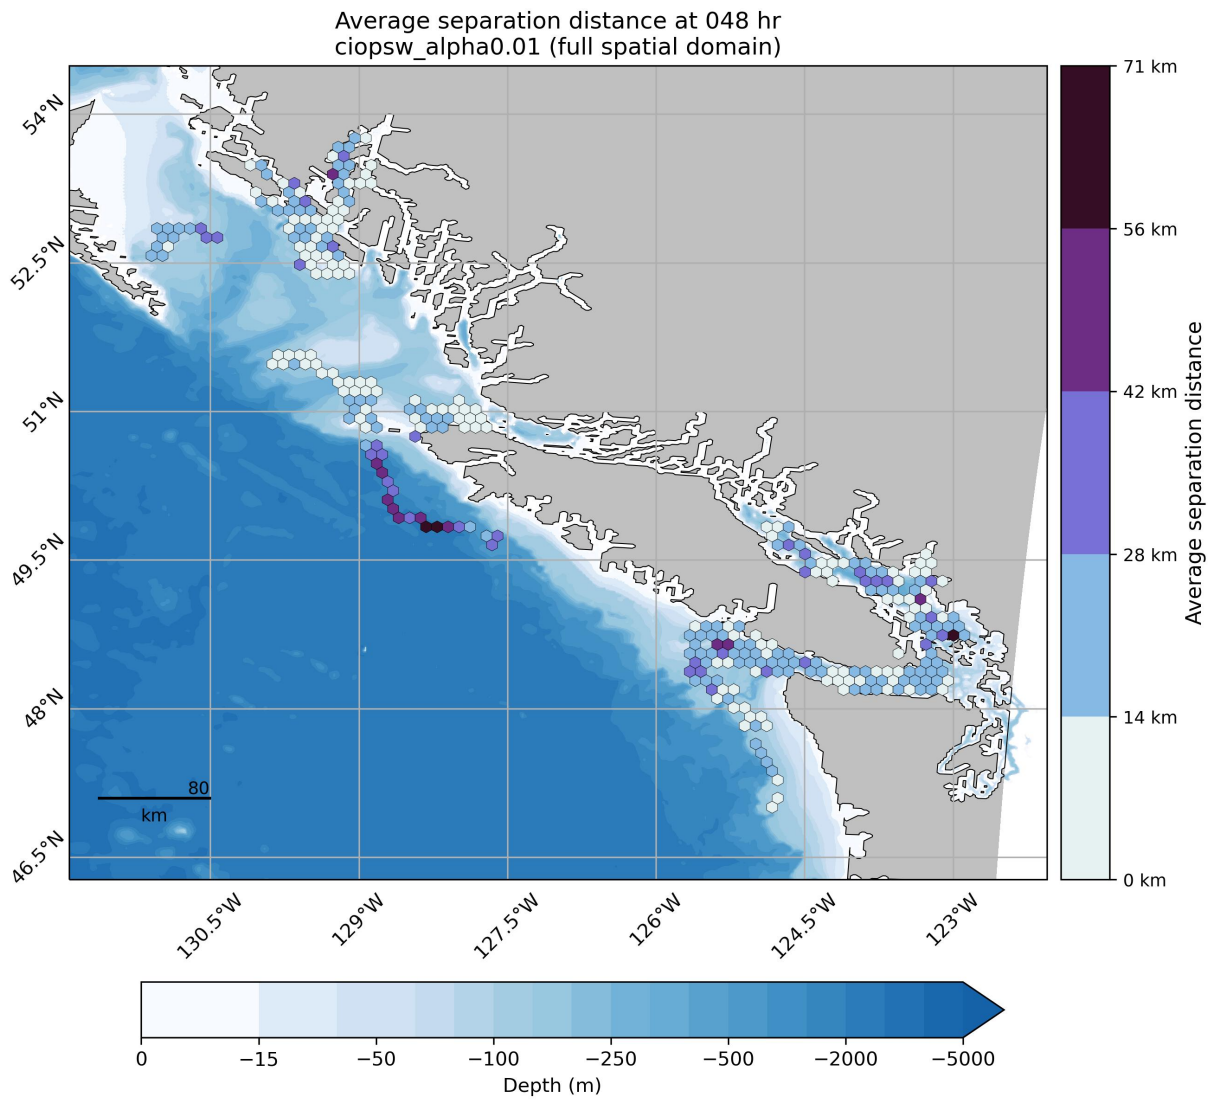 Average separation distance at 048 hr
ciopsw_alpha0.01 (full spatial domain)
54°N
52.5°N
51°N
49.5°N
48°N
46.5°N
80
km
130.5°W
129°W
127.5°W
126°W
124.5°W
123°W
71 km
56 km
42 km
28 km
14 km
0 km
Average separation distance
0
−15
−50
−100
−250
−500
−2000
−5000
Depth (m)